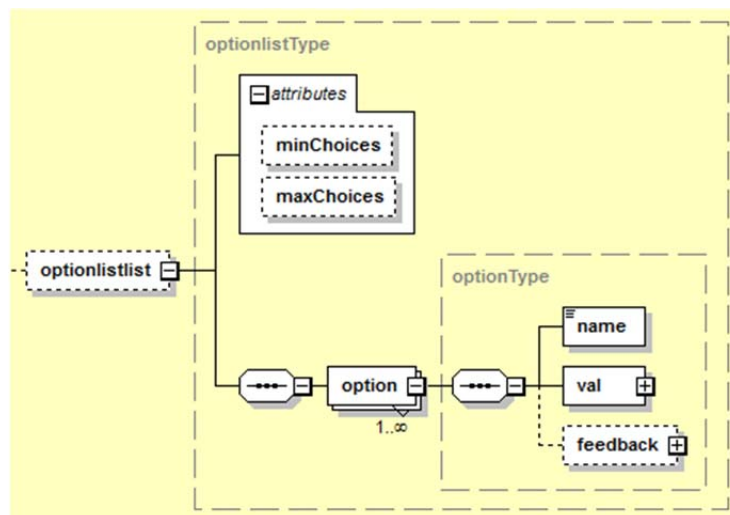 optionlistType
attributes
minChoices
maxChoices
optionlistlist
optionType
name
option
val
1..∞
feedback